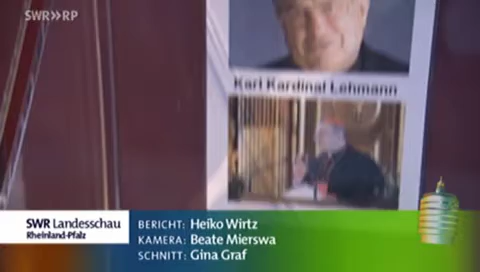 SWR»RP
Karl Kardinal Lehmann
SWR Landesschau
Rheinland-Pfalz
BERICHT: Heiko Wirtz
KAMERA: Beate Mierswa
SCHNITT: Gina Graf